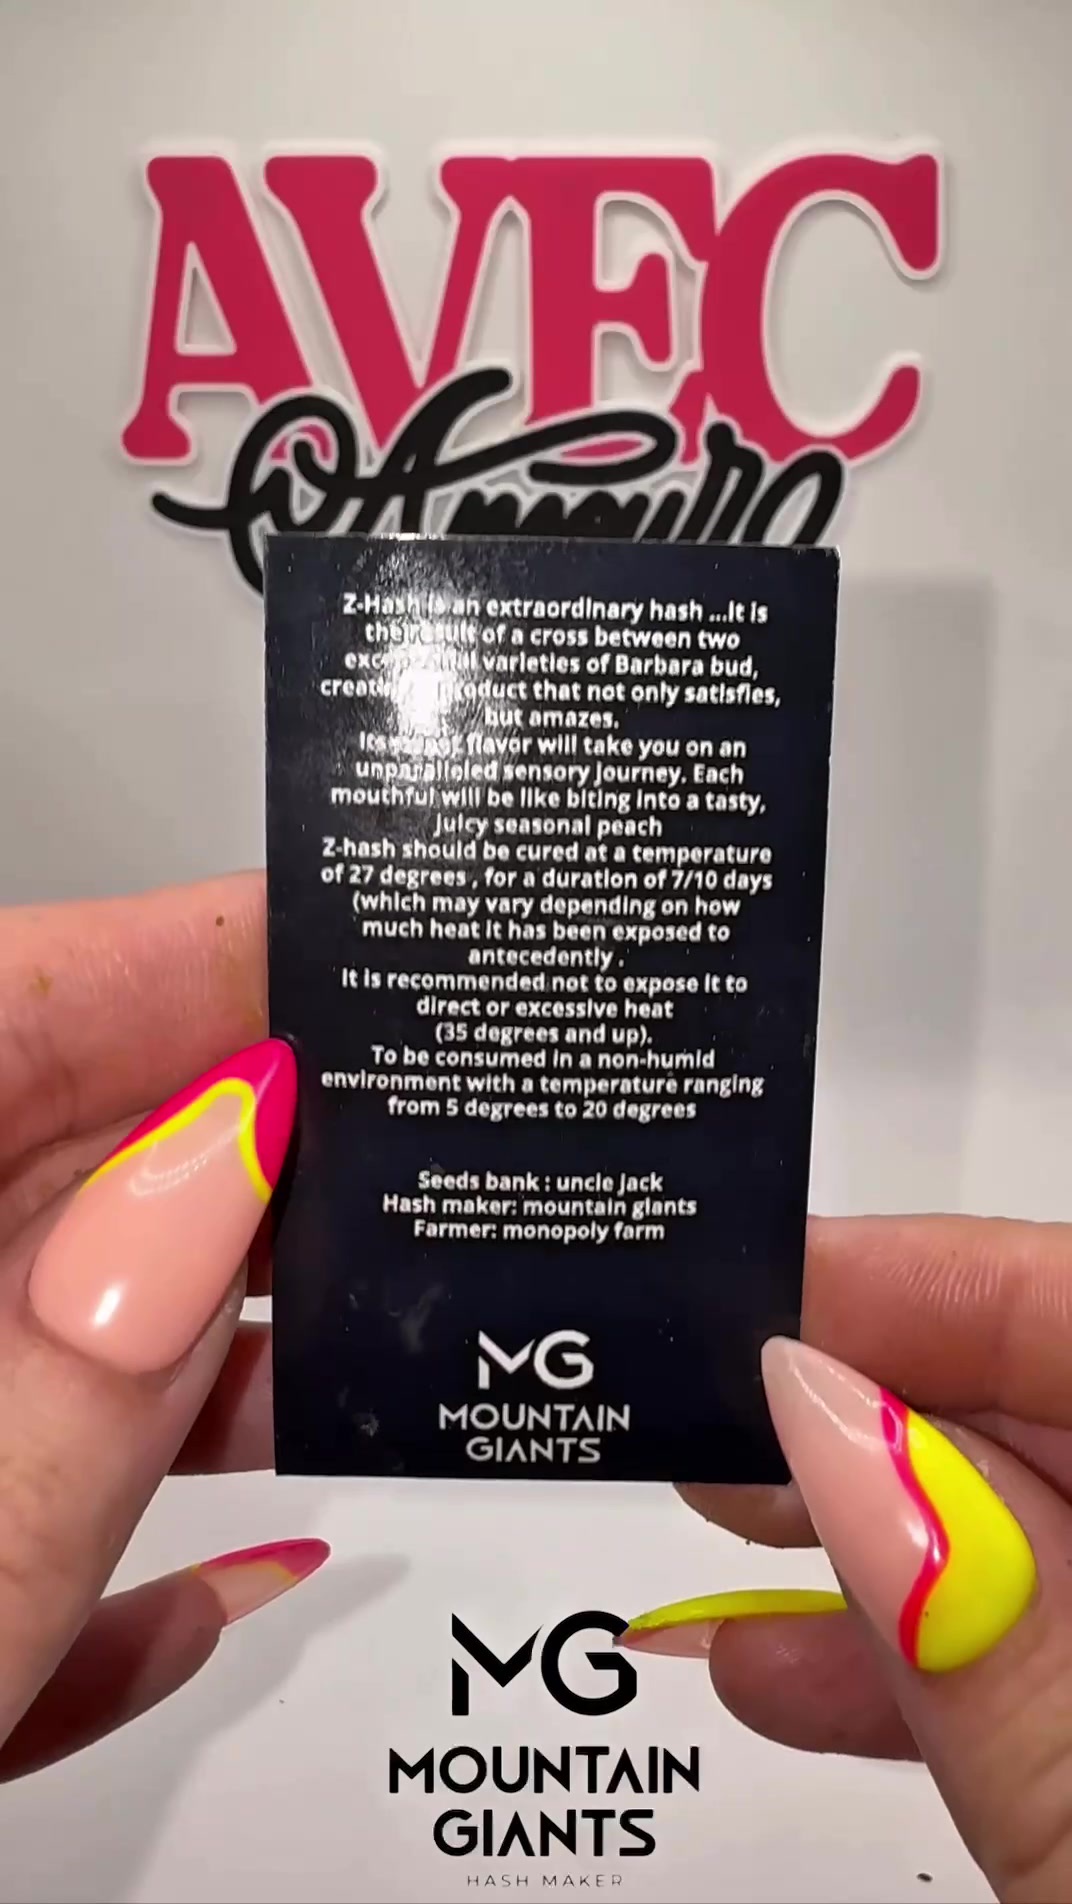 AVEC
D'Amour
Z-Hash is an extraordinary hash ...it is
the result of a cross between two
varieties of Barbara bud,
product that not only satisfies,
but amazes.
flavor will take you on an
unparalleled sensory journey. Each
mouthful will be like biting into a tasty,
juicy seasonal peach
Z-hash should be cured at a temperature
of 27 degrees , for a duration of 7/10 days
(which may vary depending on how
much heat it has been exposed to
antecedently .
It is recommended not to expose it to
direct or excessive heat
(35 degrees and up).
To be consumed in a non-humid
environment with a temperature ranging
from 5 degrees to 20 degrees
Seeds bank : uncle Jack
Hash maker: mountain giants
Farmer: monopoly farm
MG
MOUNTAIN
GIANTS
MG
MOUNTAIN
GIANTS
HASH MAKER